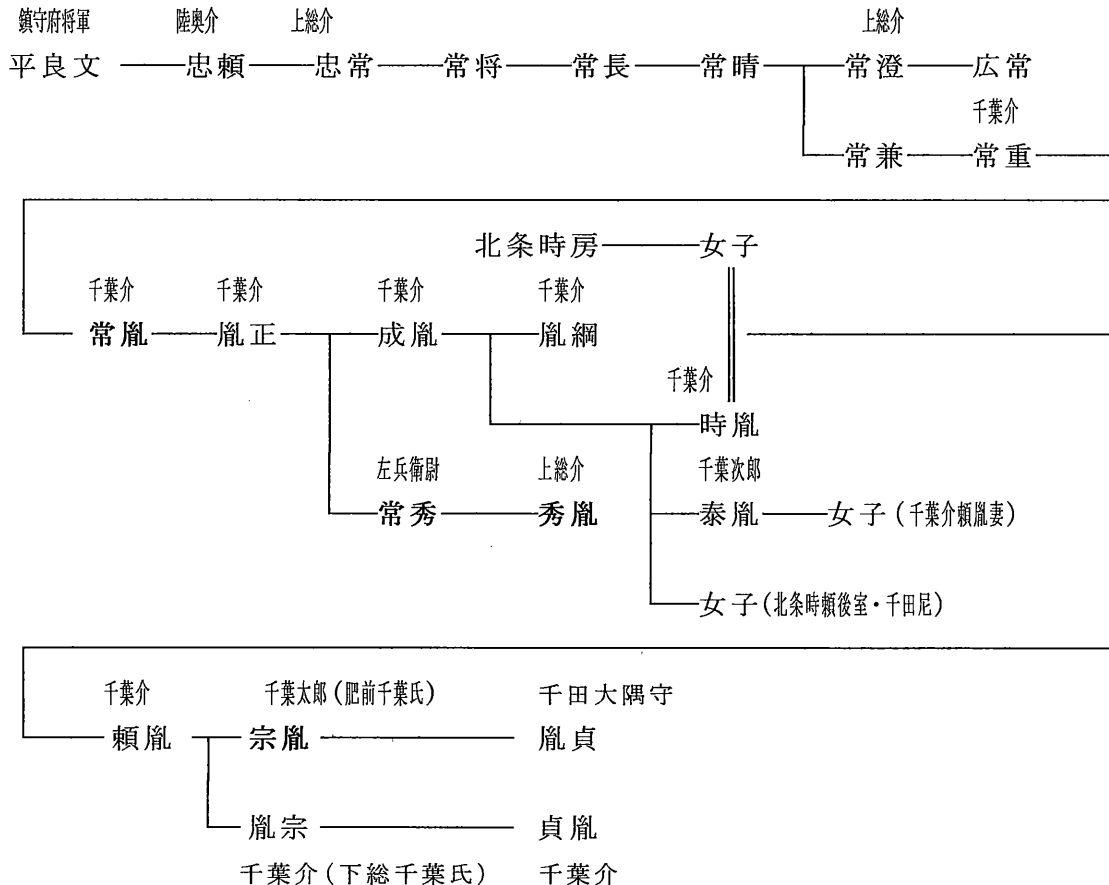 鎮守府将軍 陸奥介 上総介 上総介
平良文 忠頼 忠常 常将 常長 常晴 常澄 広常
千葉介
常兼 常重
北条時房 女子
千葉介 千葉介 千葉介 千葉介
常胤 胤正 成胤 胤綱
千葉介
時胤
左兵衛尉 上総介 千葉次郎
常秀 秀胤 泰胤 女子(千葉介頼胤妻)
女子(北条時頼後室・千田尼)
千葉介 千葉太郎(肥前千葉氏) 千田大隅守
頼胤 宗胤 胤貞
胤宗 貞胤
千葉介(下総千葉氏) 千葉介